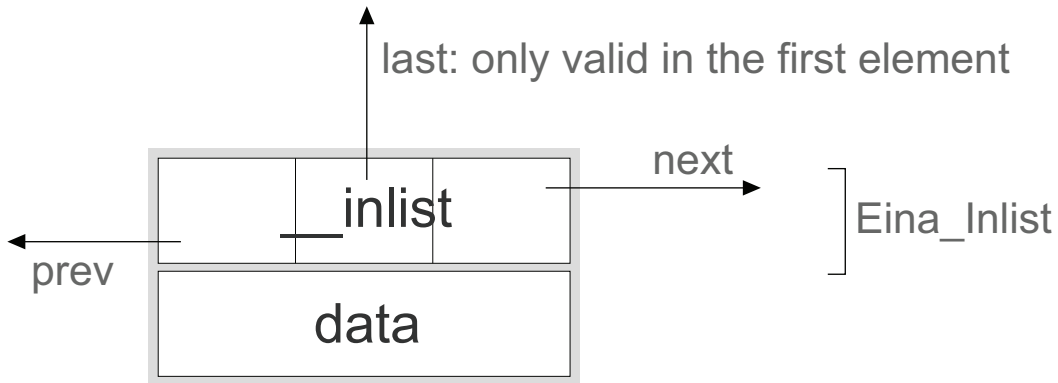 last: only valid in the first element
next
__inlist
Eina_Inlist
prev
data